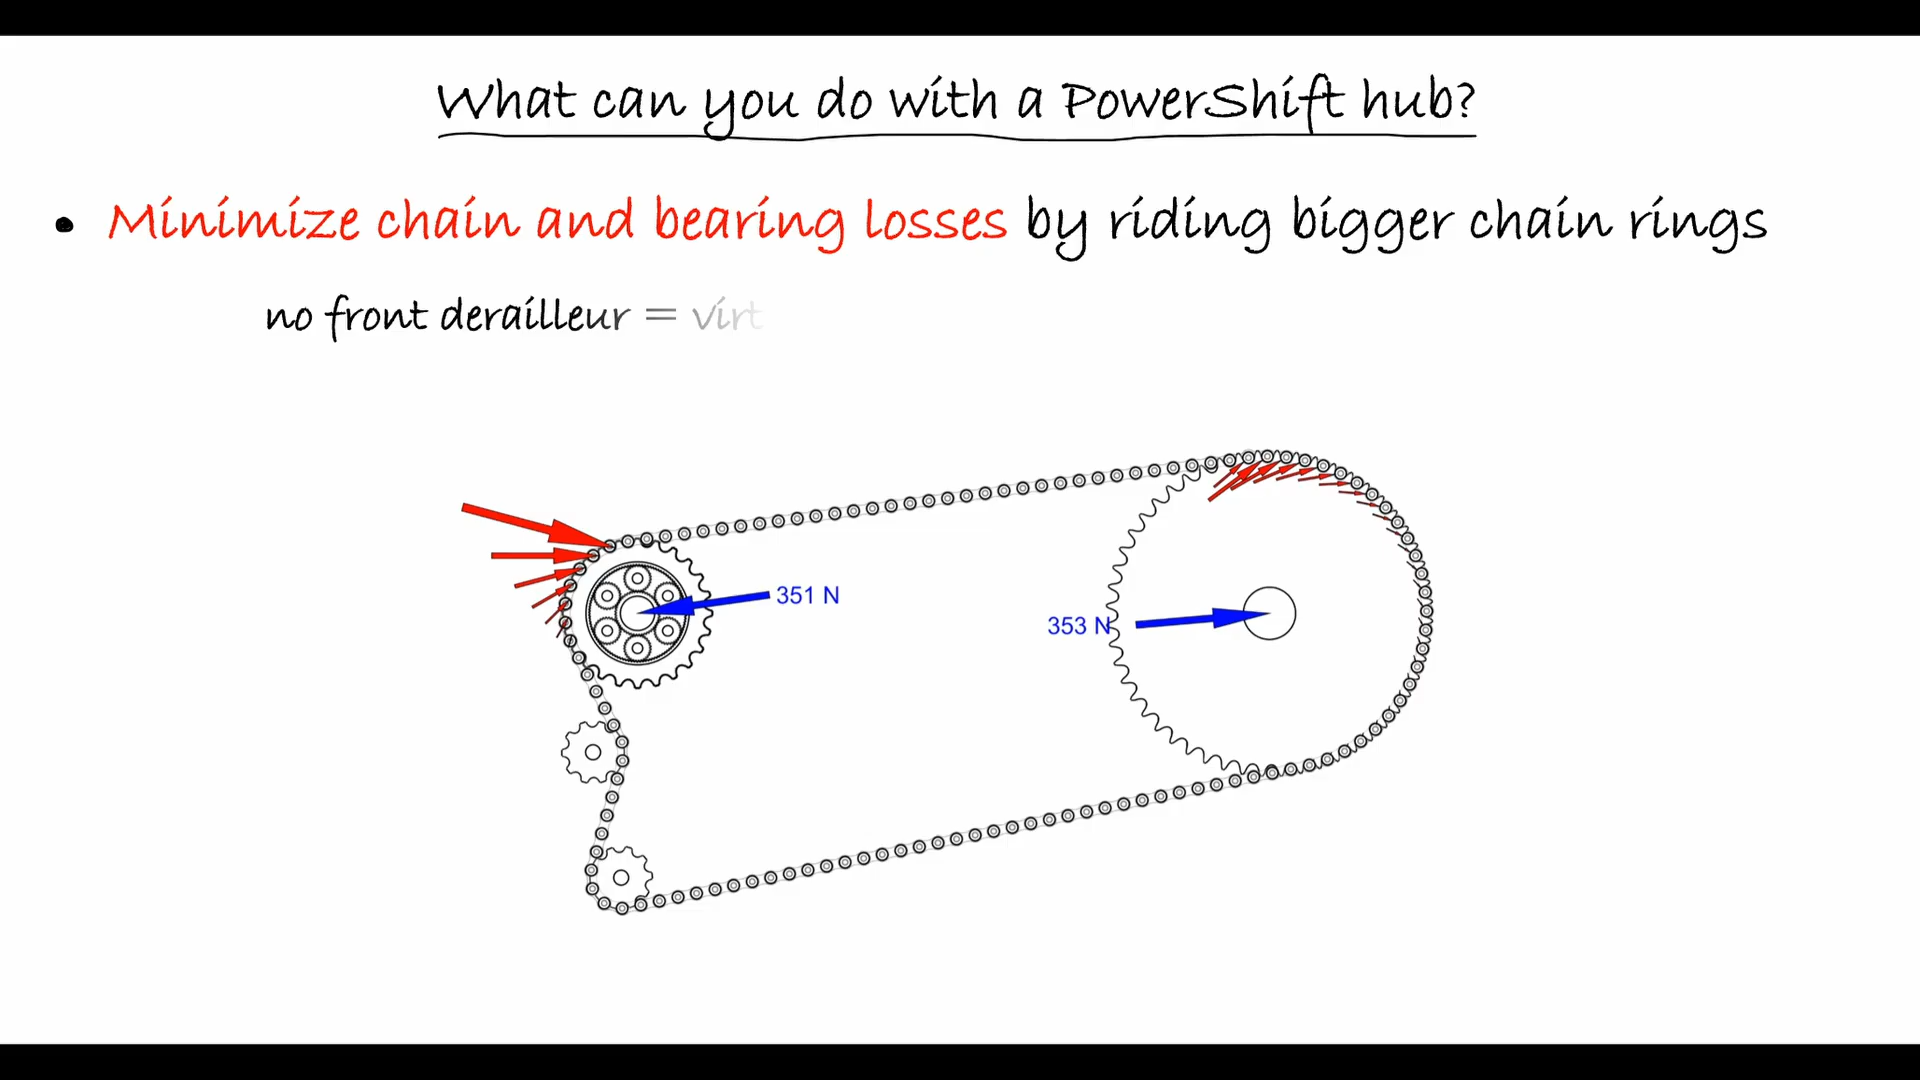 What can you do with a PowerShift hub?
• Minimize chain and bearing losses by riding bigger chain rings
no front derailleur = virt
351 N
353 N